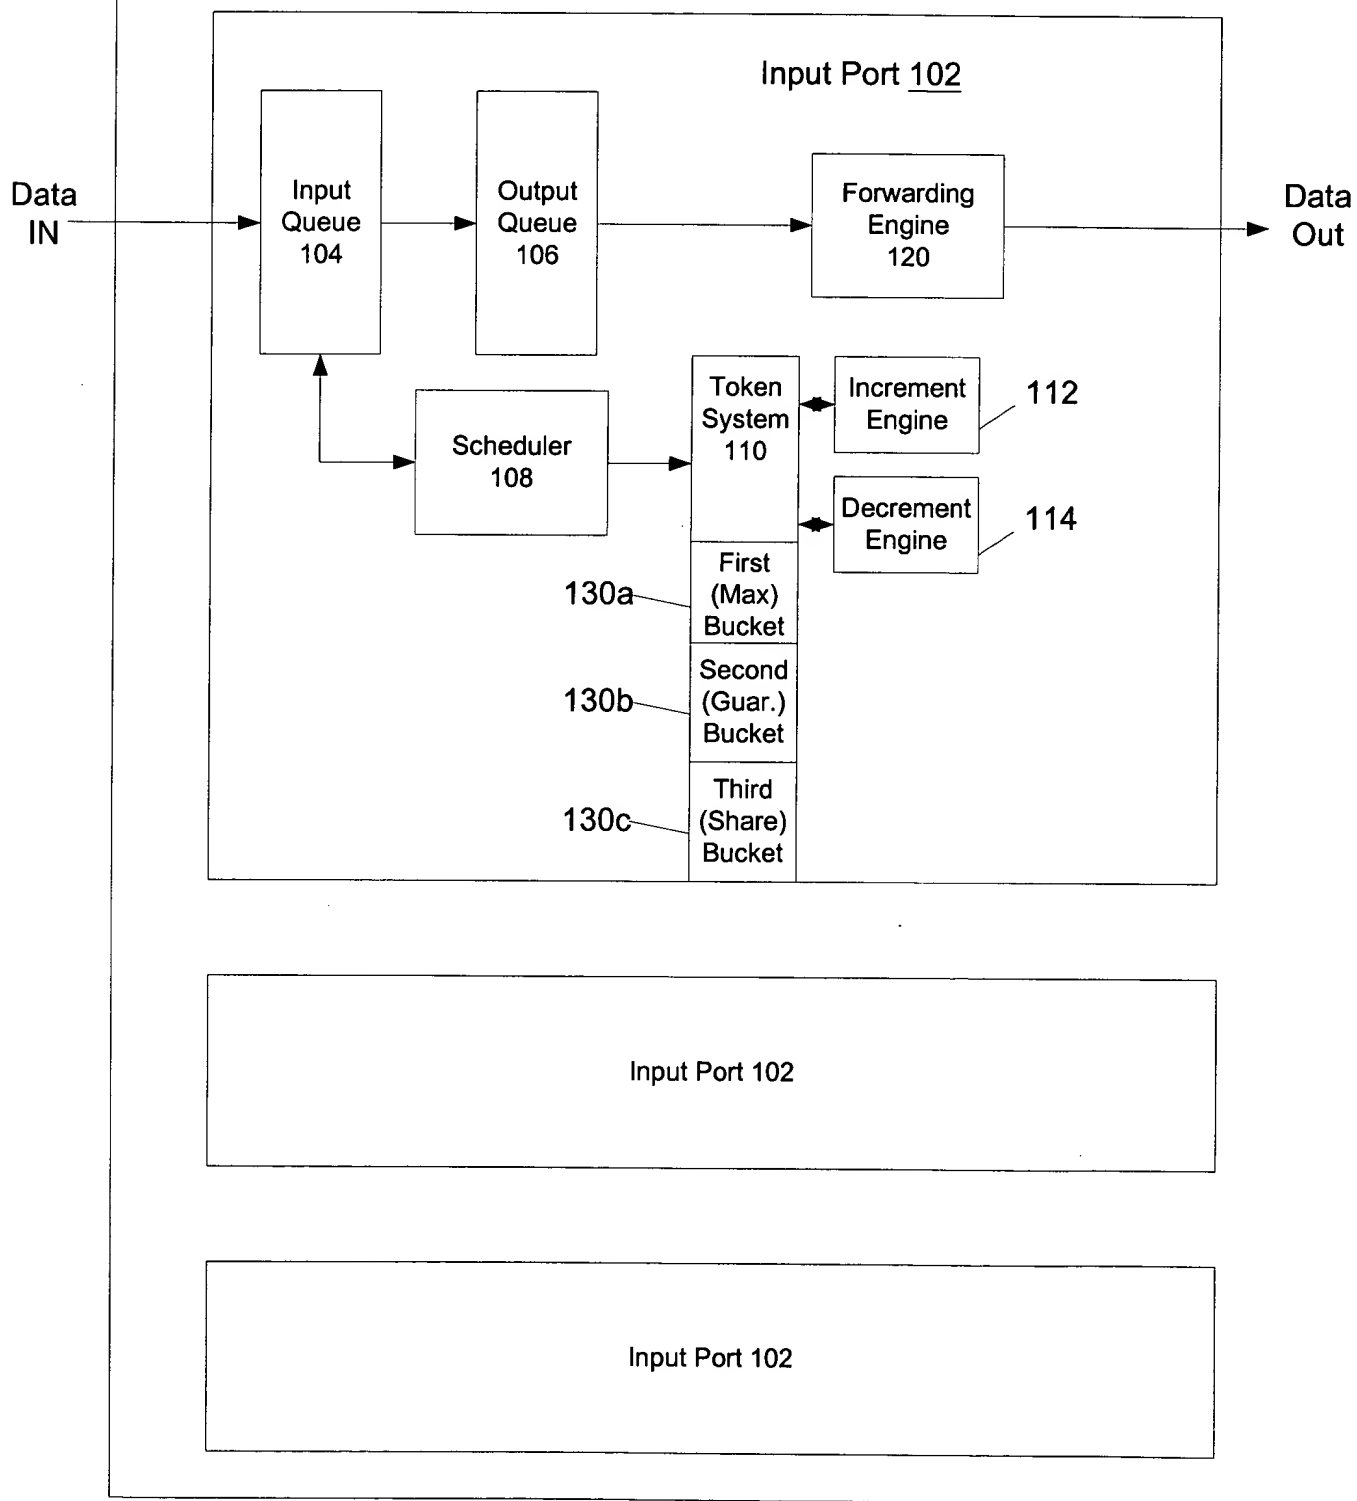 Input Port 102
Data
IN
Input
Queue
104
Output
Queue
106
Forwarding
Engine
120
Data
Out
Scheduler
108
Token
System
110
Increment
Engine
112
Decrement
Engine
114
130a
First
(Max)
Bucket
130b
Second
(Guar.)
Bucket
130c
Third
(Share)
Bucket
Input Port 102
Input Port 102